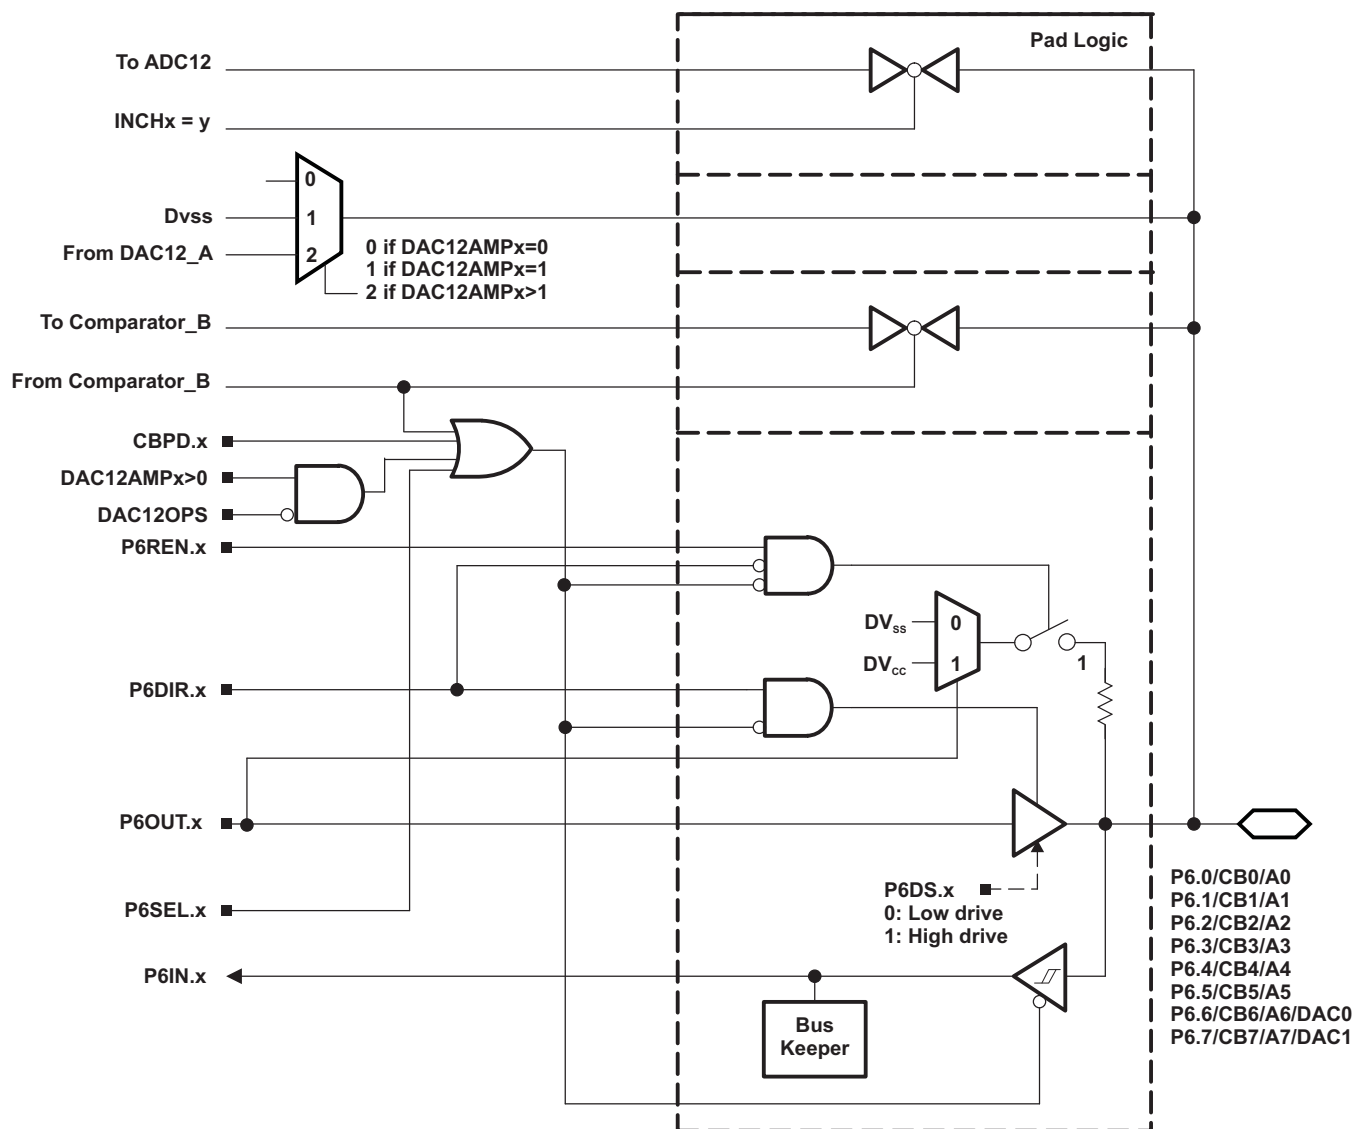 Pad Logic
To ADC12
INCHx = y
0
Dvss
1
From DAC12_A
2
0 if DAC12AMPx=0
1 if DAC12AMPx=1
2 if DAC12AMPx>1
To Comparator_B
From Comparator_B
CBPD.x
DAC12AMPx>0
DAC12OPS
P6REN.x
DVss
0
DVcc
1
1
P6DIR.x
P6OUT.x
P6SEL.x
P6DS.x
0: Low drive
1: High drive
P6IN.x
Bus
Keeper
P6.0/CB0/A0
P6.1/CB1/A1
P6.2/CB2/A2
P6.3/CB3/A3
P6.4/CB4/A4
P6.5/CB5/A5
P6.6/CB6/A6/DAC0
P6.7/CB7/A7/DAC1